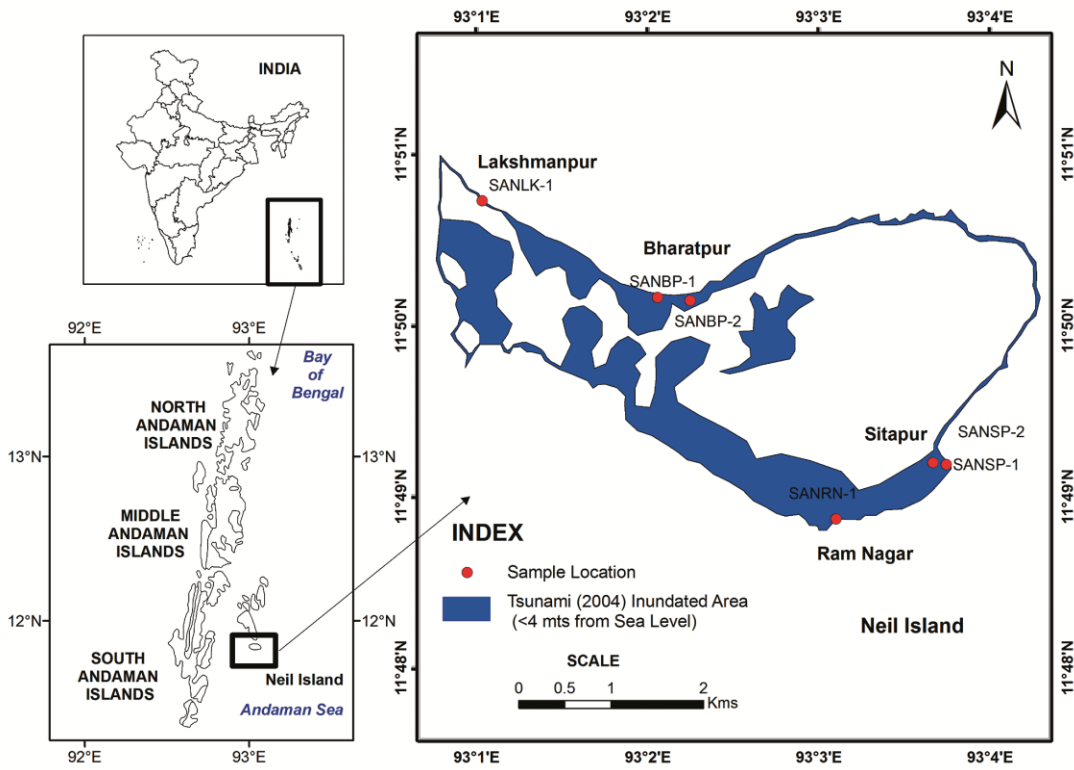 INDIA
92°E
93°E
Bay
of
Bengal
NORTH
ANDAMAN
ISLANDS
13°N
13°N
MIDDLE
ANDAMAN
ISLANDS
12°N
12°N
SOUTH
ANDAMAN
ISLANDS
Neil Island
Andaman Sea
92°E
93°E
93°1'E
93°2'E
93°3'E
93°4'E
N
11°51'N
11°51'N
Lakshmanpur
SANLK-1
Bharatpur
SANBP-1
SANBP-2
11°50'N
11°50'N
Sitapur
SANSP-2
SANSP-1
SANRN-1
11°49'N
11°49'N
Ram Nagar
INDEX
Sample Location
Tsunami (2004) Inundated Area
(<4 mts from Sea Level)
Neil Island
11°48'N
11°48'N
SCALE
0 0.5 1 2
Kms
93°1'E
93°2'E
93°3'E
93°4'E